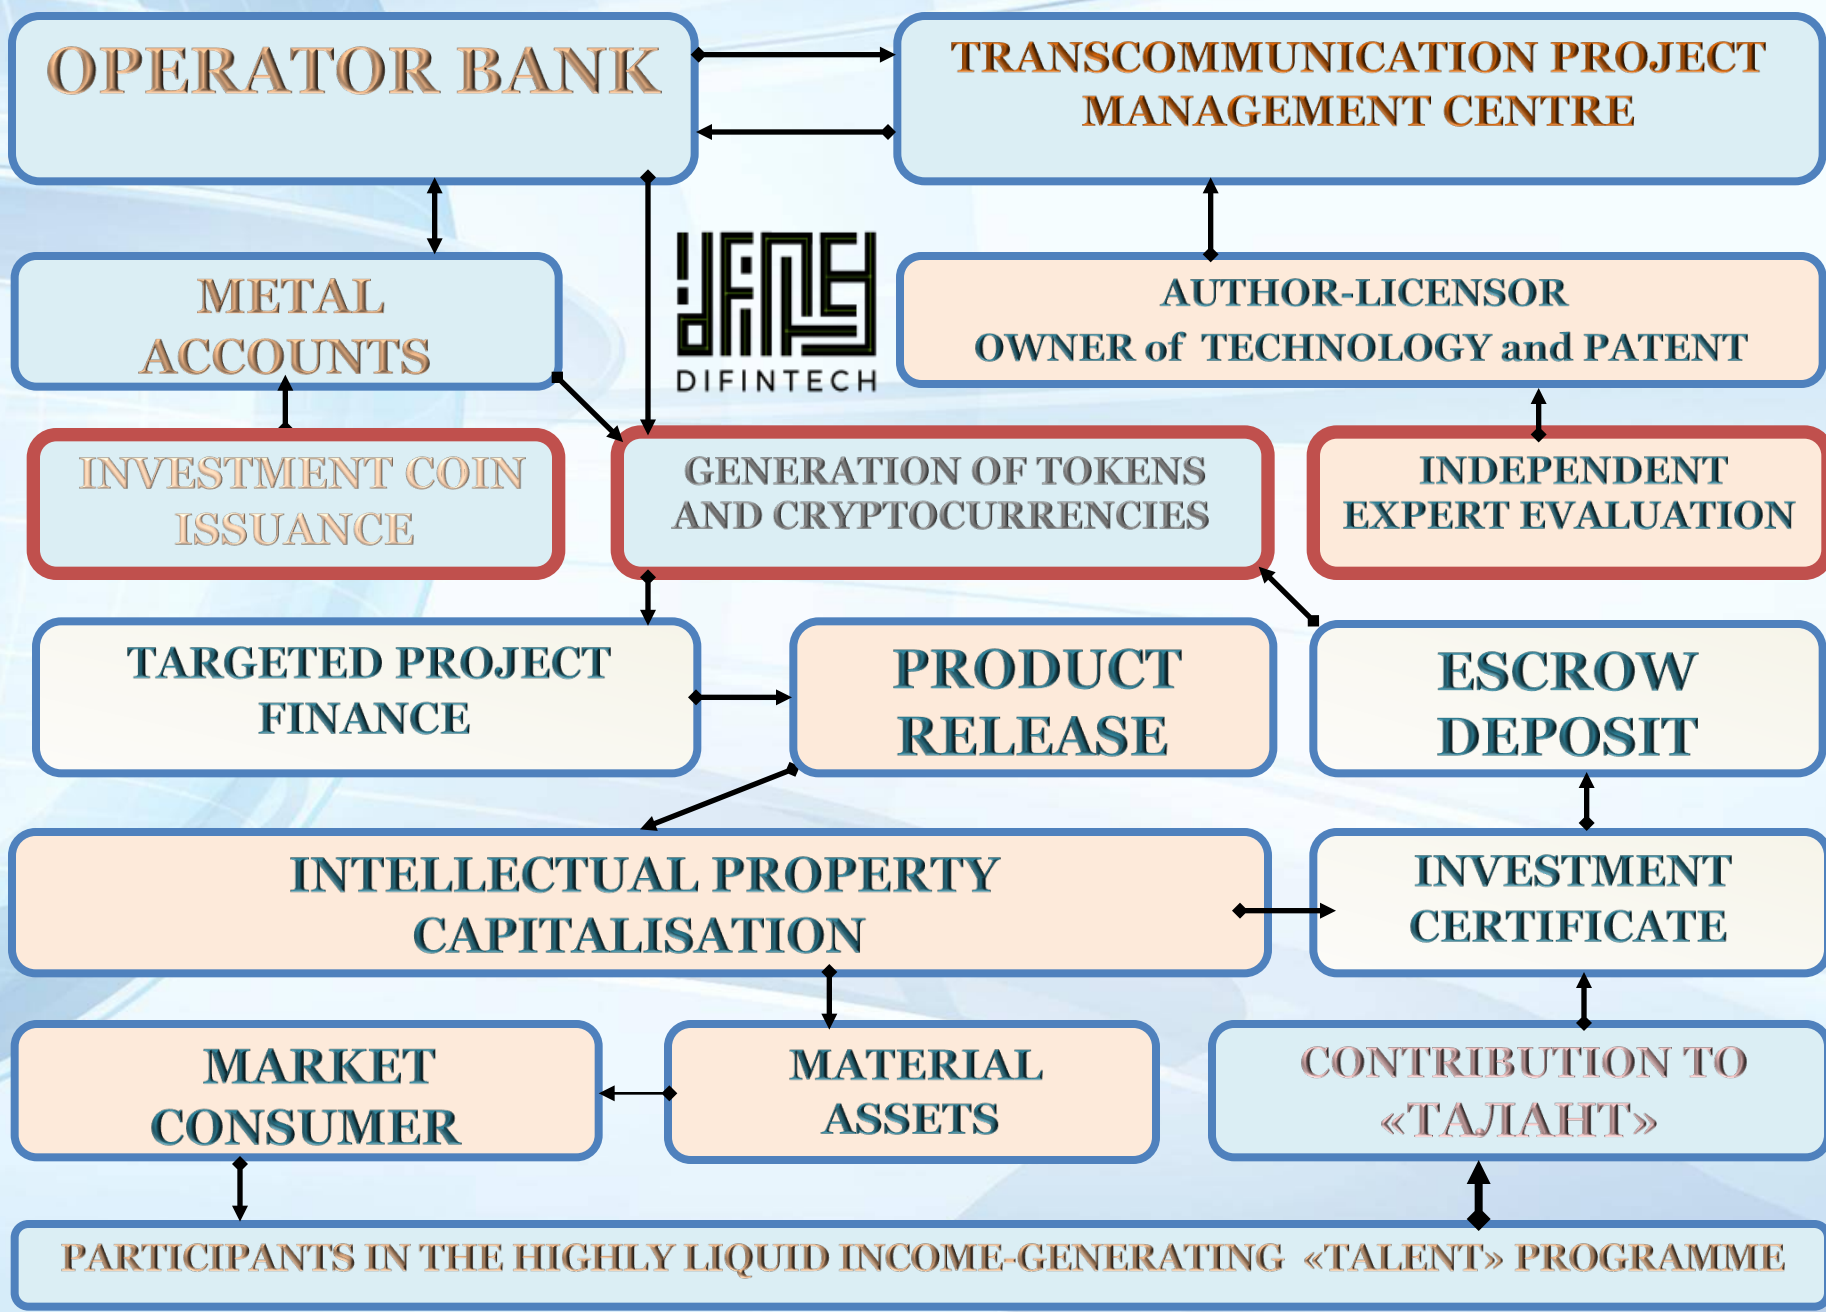 OPERATOR BANK
TRANSCOMMUNICATION PROJECT
MANAGEMENT CENTRE
METAL
ACCOUNTS
DIFINTECH
AUTHOR-LICENSOR
OWNER of TECHNOLOGY and PATENT
INVESTMENT COIN
ISSUANCE
GENERATION OF TOKENS
AND CRYPTOCURRENCIES
INDEPENDENT
EXPERT EVALUATION
TARGETED PROJECT
FINANCE
PRODUCT
RELEASE
ESCROW
DEPOSIT
INTELLECTUAL PROPERTY
CAPITALISATION
INVESTMENT
CERTIFICATE
MARKET
CONSUMER
MATERIAL
ASSETS
CONTRIBUTION TO
«ТАЛАНТ»
PARTICIPANTS IN THE HIGHLY LIQUID INCOME-GENERATING «TALENT» PROGRAMME